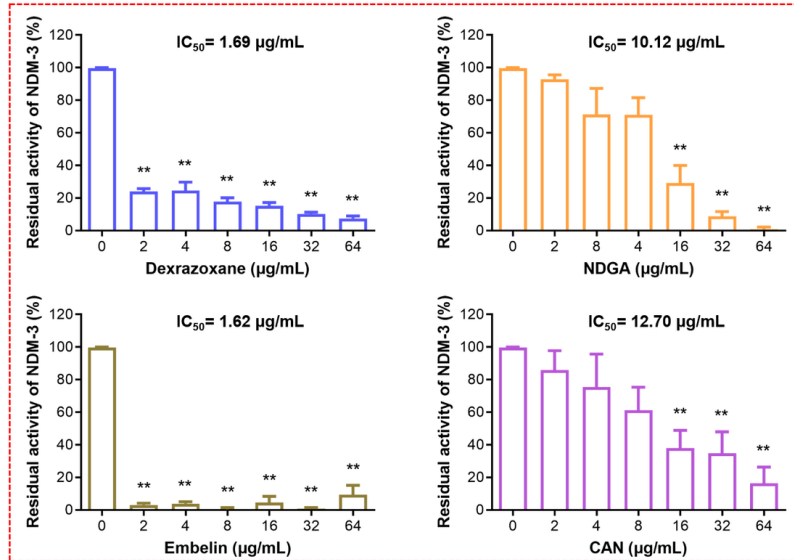 IC50= 1.69 µg/mL
Residual activity of NDM-3 (%)
120
100
80
60
40
20
0
** ** ** ** ** **
0 2 4 8 16 32 64
Dexrazoxane (µg/mL)
IC50= 10.12 µg/mL
Residual activity of NDM-3 (%)
120
100
80
60
40
20
0
** ** **
0 2 8 4 16 32 64
NDGA (µg/mL)
IC50= 1.62 µg/mL
Residual activity of NDM-3 (%)
120
100
80
60
40
20
0
** ** ** ** ** **
0 2 4 8 16 32 64
Embelin (µg/mL)
IC50= 12.70 µg/mL
Residual activity of NDM-3 (%)
120
100
80
60
40
20
0
** ** **
0 2 4 8 16 32 64
CAN (µg/mL)